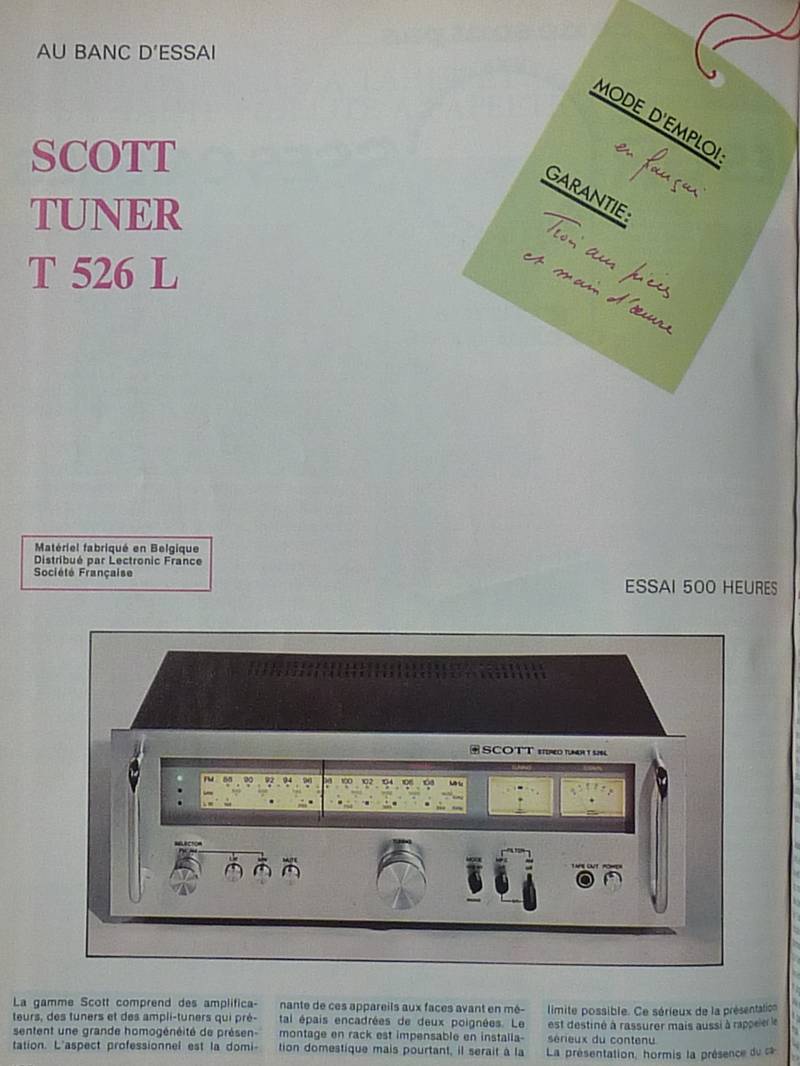 AU BANC D'ESSAI
SCOTT
TUNER
T 526 L
MODE D'EMPLOI:
en français
GARANTIE:
Trois ans pièces
et main d'œuvre
Matériel fabriqué en Belgique
Distribué par Lectronic France
Société Française
ESSAI 500 HEURES
SCOTT STEREO TUNER T 526L
TUNING SIGNAL
FM 88 90 92 94 96 98 100 102 104 106 108 MHz
SELECTOR
FM AM
LW MW MUTE
TUNING
FILTER
MODE MPX AM
TAPE OUT POWER
La gamme Scott comprend des amplifica-
teurs, des tuners et des ampli-tuners qui pré-
sentent une grande homogénéité de présen-
tation. L'aspect professionnel est la domi-
nante de ces appareils aux faces avant en mé-
tal épais encadrées de deux poignées. Le
montage en rack est impensable en installa-
tion domestique mais pourtant, il serait à la
limite possible. Ce sérieux de la présentation
est destiné à rassurer mais aussi à rappeler le
sérieux du contenu.
La présentation, hormis la présence du ca-